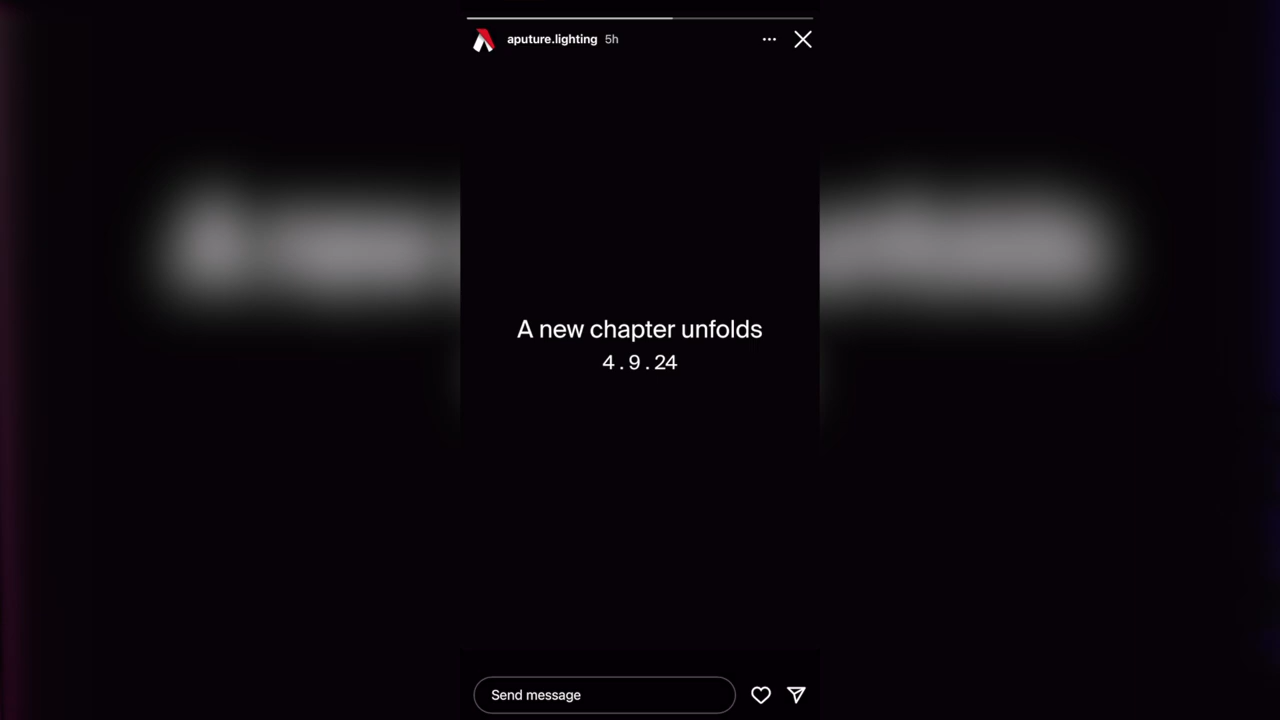 aputure.lighting 5h
A new chapter unfolds
4 . 9 . 24
Send message